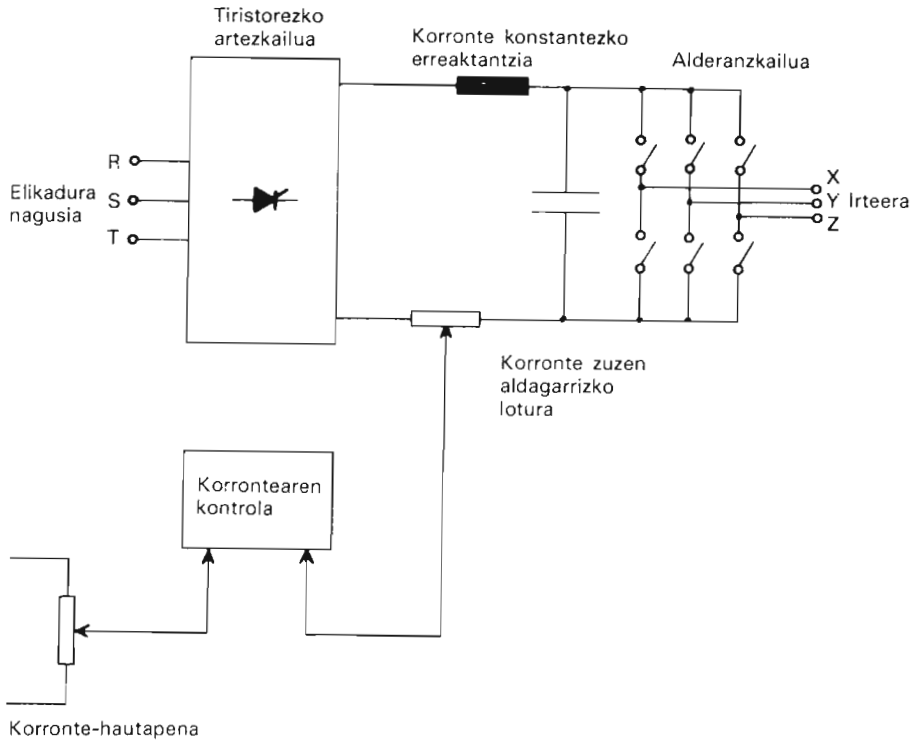 Tiristorezko
artezkailua
Korronte konstantezko
erreaktantzia
Alderanzkailua
R
Elikadura
nagusia
S
T
X
Y Irteera
Z
Korronte zuzen
aldagarrizko
lotura
Korrontearen
kontrola
Korronte-hautapena